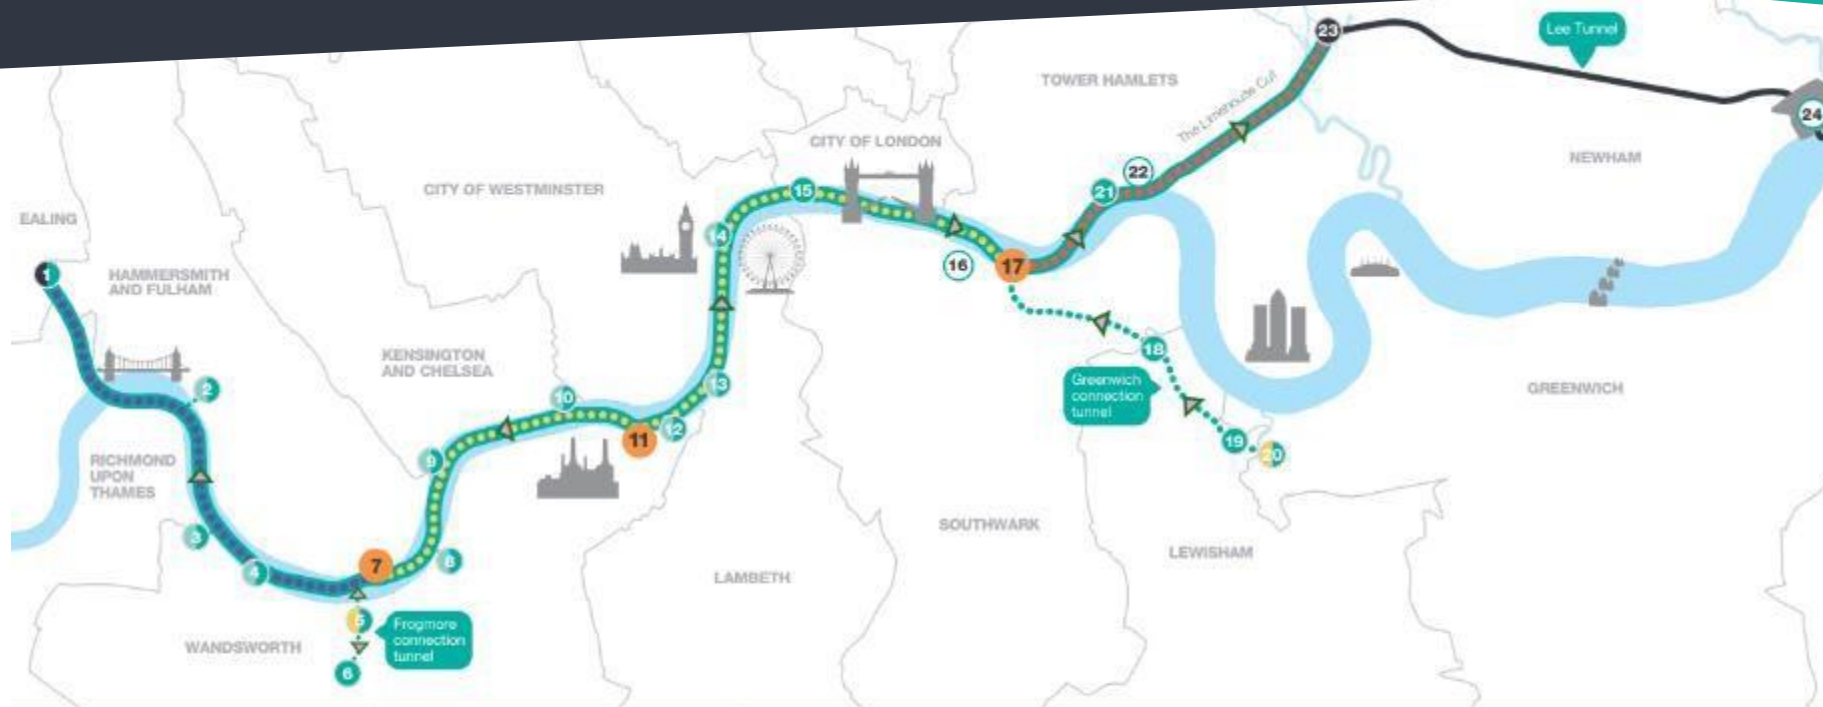 23
Lee Tunnel
TOWER HAMLETS
The Limehouse Cut
24
CITY OF LONDON
NEWHAM
22
CITY OF WESTMINSTER
15
21
EALING
14
16
17
1
HAMMERSMITH
AND FULHAM
18
KENSINGTON
AND CHELSEA
13
Greenwich
connection
tunnel
GREENWICH
2
10
12
11
19
20
9
RICHMOND
UPON
THAMES
SOUTHWARK
3
LEWISHAM
8
7
4
LAMBETH
5
Frogmore
connection
tunnel
WANDSWORTH
6